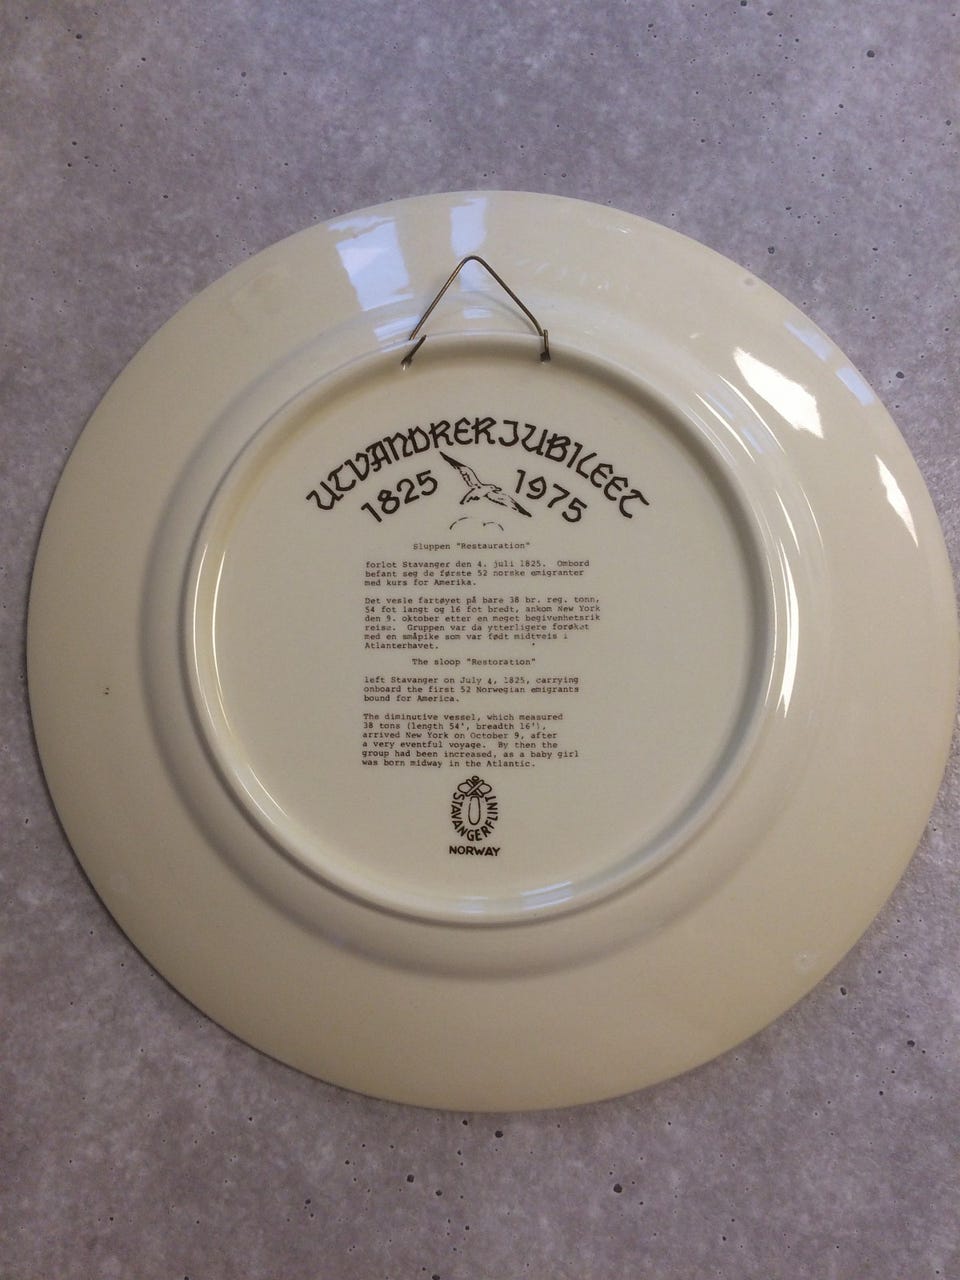 UTVANDRERJUBILEET
1825 1975
Sluppen "Restauration"
forlot Stavanger den 4. juli 1825. Ombord
befant seg de første 52 norske emigranter
med kurs for Amerika.
Det vesle fartøyet på bare 38 br. reg. tonn,
54 fot langt og 16 fot bredt, ankom New York
den 9. oktober etter en meget begivenhetsrik
reise. Gruppen var da ytterligere forøket
med en småpike som var født midtveis i
Atlanterhavet.
The sloop "Restoration"
left Stavanger on July 4, 1825, carrying
onboard the first 52 Norwegian emigrants
bound for America.
The diminutive vessel, which measured
38 tons (length 54', breadth 16'),
arrived New York on October 9, after
a very eventful voyage. By then the
group had been increased, as a baby girl
was born midway in the Atlantic.
STAVANGERFLINT
NORWAY